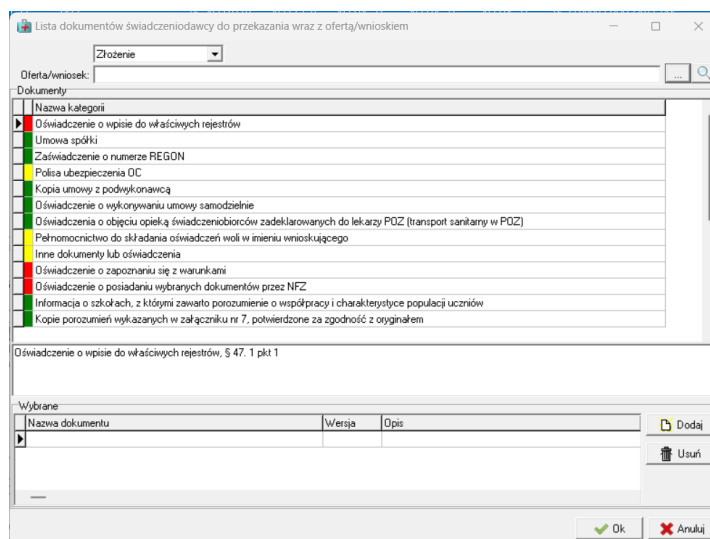 Lista dokumentów świadczeniodawcy do przekazania wraz z ofertą/wnioskiem
Złożenie
Oferta/wniosek:
...
Dokumenty
Nazwa kategorii
Oświadczenie o wpisie do właściwych rejestrów
Umowa spółki
Zaświadczenie o numerze REGON
Polisa ubezpieczenia OC
Kopia umowy z podwykonawcą
Oświadczenie o wykonywaniu umowy samodzielnie
Oświadczenia o objęciu opieką świadczeniobiorców zadeklarowanych do lekarzy POZ (transport sanitarny w POZ)
Pełnomocnictwo do składania oświadczeń woli w imieniu wnioskującego
Inne dokumenty lub oświadczenia
Oświadczenie o zapoznaniu się z warunkami
Oświadczenie o posiadaniu wybranych dokumentów przez NFZ
Informacja o szkołach, z którymi zawarto porozumienie o współpracy i charakterystyce populacji uczniów
Kopie porozumień wykazanych w załączniku nr 7, potwierdzone za zgodność z oryginałem
Oświadczenie o wpisie do właściwych rejestrów, § 47. 1 pkt 1
Wybrane
Nazwa dokumentu Wersja Opis
Dodaj
Usuń
Ok Anuluj